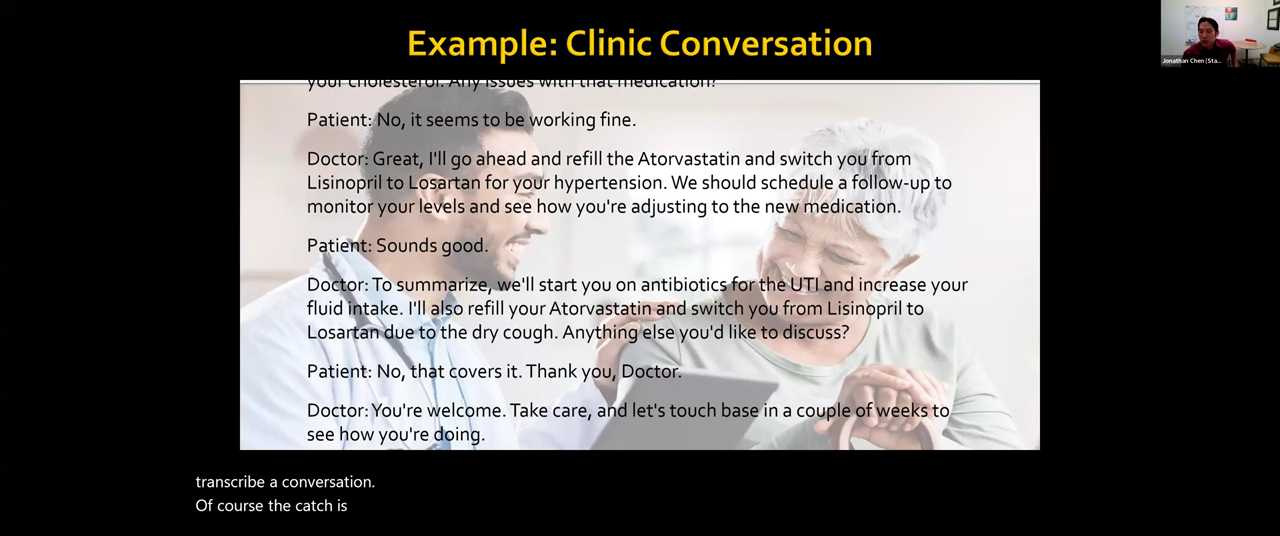 Example: Clinic Conversation
Jonathan Chen (Sta...
your cholesterol. Any issues with that medication?
Patient: No, it seems to be working fine.
Doctor: Great, I'll go ahead and refill the Atorvastatin and switch you from
Lisinopril to Losartan for your hypertension. We should schedule a follow-up to
monitor your levels and see how you're adjusting to the new medication.
Patient: Sounds good.
Doctor: To summarize, we'll start you on antibiotics for the UTI and increase your
fluid intake. I'll also refill your Atorvastatin and switch you from Lisinopril to
Losartan due to the dry cough. Anything else you'd like to discuss?
Patient: No, that covers it. Thank you, Doctor.
Doctor: You're welcome. Take care, and let's touch base in a couple of weeks to
see how you're doing.
transcribe a conversation.
Of course the catch is